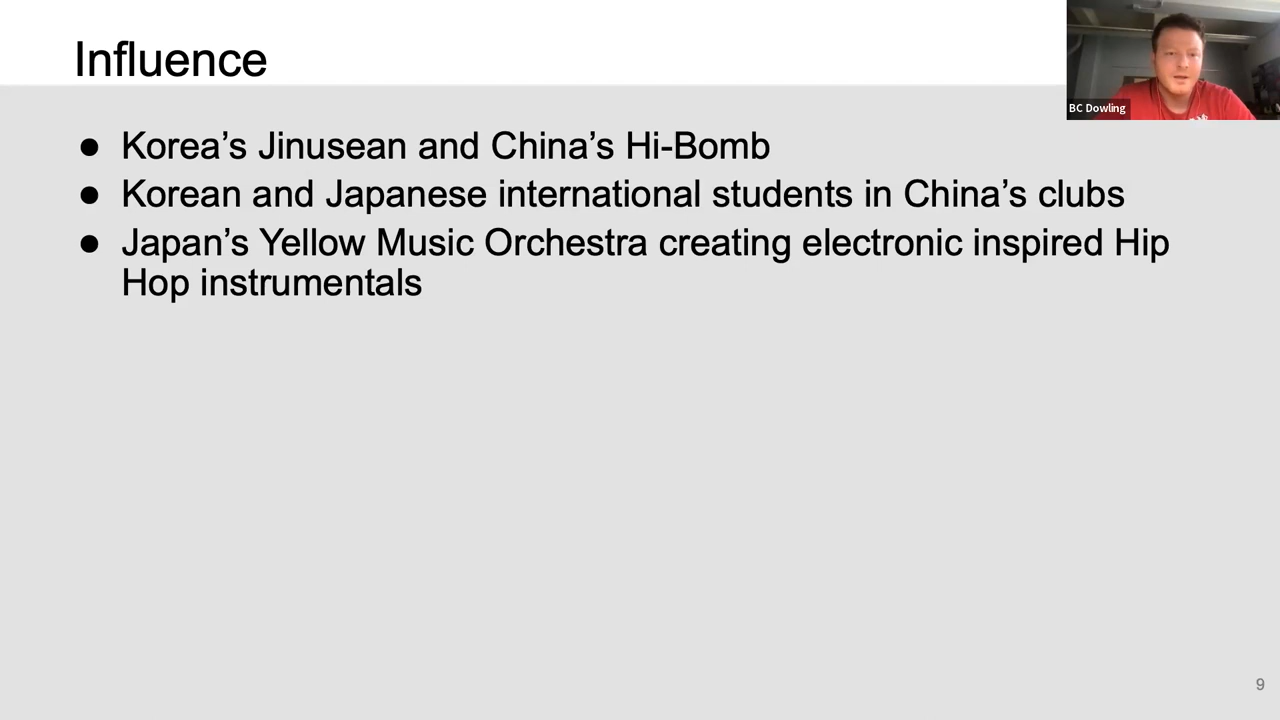 Influence
BC Dowling
● Korea’s Jinusean and China’s Hi-Bomb
● Korean and Japanese international students in China’s clubs
● Japan’s Yellow Music Orchestra creating electronic inspired Hip
Hop instrumentals
9